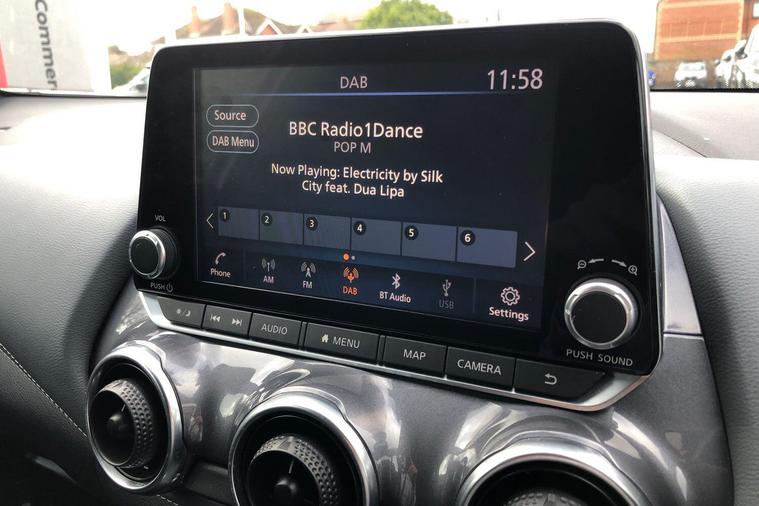 Commer
DAB
11:58
Source
DAB Menu
BBC Radio1Dance
POP M
Now Playing: Electricity by Silk
City feat. Dua Lipa
1 2 3 4 5 6
Phone
AM
FM
DAB
BT Audio
USB
Settings
VOL
PUSH
PUSH SOUND
AUDIO
MENU
MAP
CAMERA